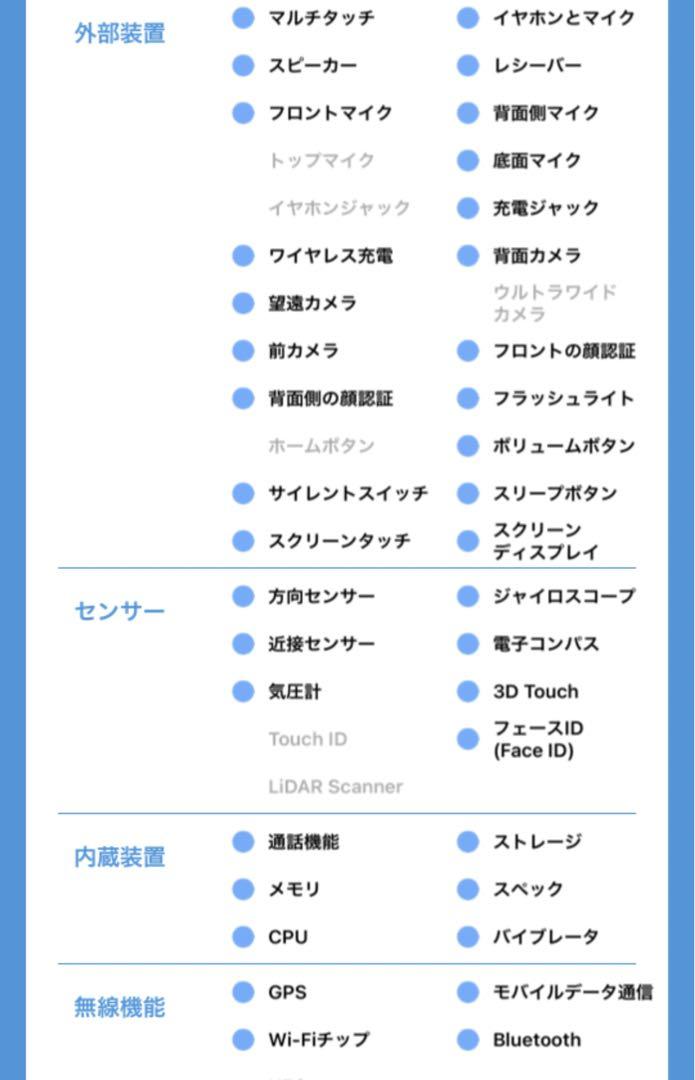 外部装置
マルチタッチ
イヤホンとマイク
スピーカー
レシーバー
フロントマイク
背面側マイク
トップマイク
底面マイク
イヤホンジャック
充電ジャック
ワイヤレス充電
背面カメラ
望遠カメラ
ウルトラワイド
カメラ
前カメラ
フロントの顔認証
背面側の顔認証
フラッシュライト
ホームボタン
ボリュームボタン
サイレントスイッチ
スリープボタン
スクリーンタッチ
スクリーン
ディスプレイ
センサー
方向センサー
ジャイロスコープ
近接センサー
電子コンパス
気圧計
3D Touch
Touch ID
フェースID
(Face ID)
LiDAR Scanner
内蔵装置
通話機能
ストレージ
メモリ
スペック
CPU
バイブレータ
無線機能
GPS
モバイルデータ通信
Wi-Fiチップ
Bluetooth